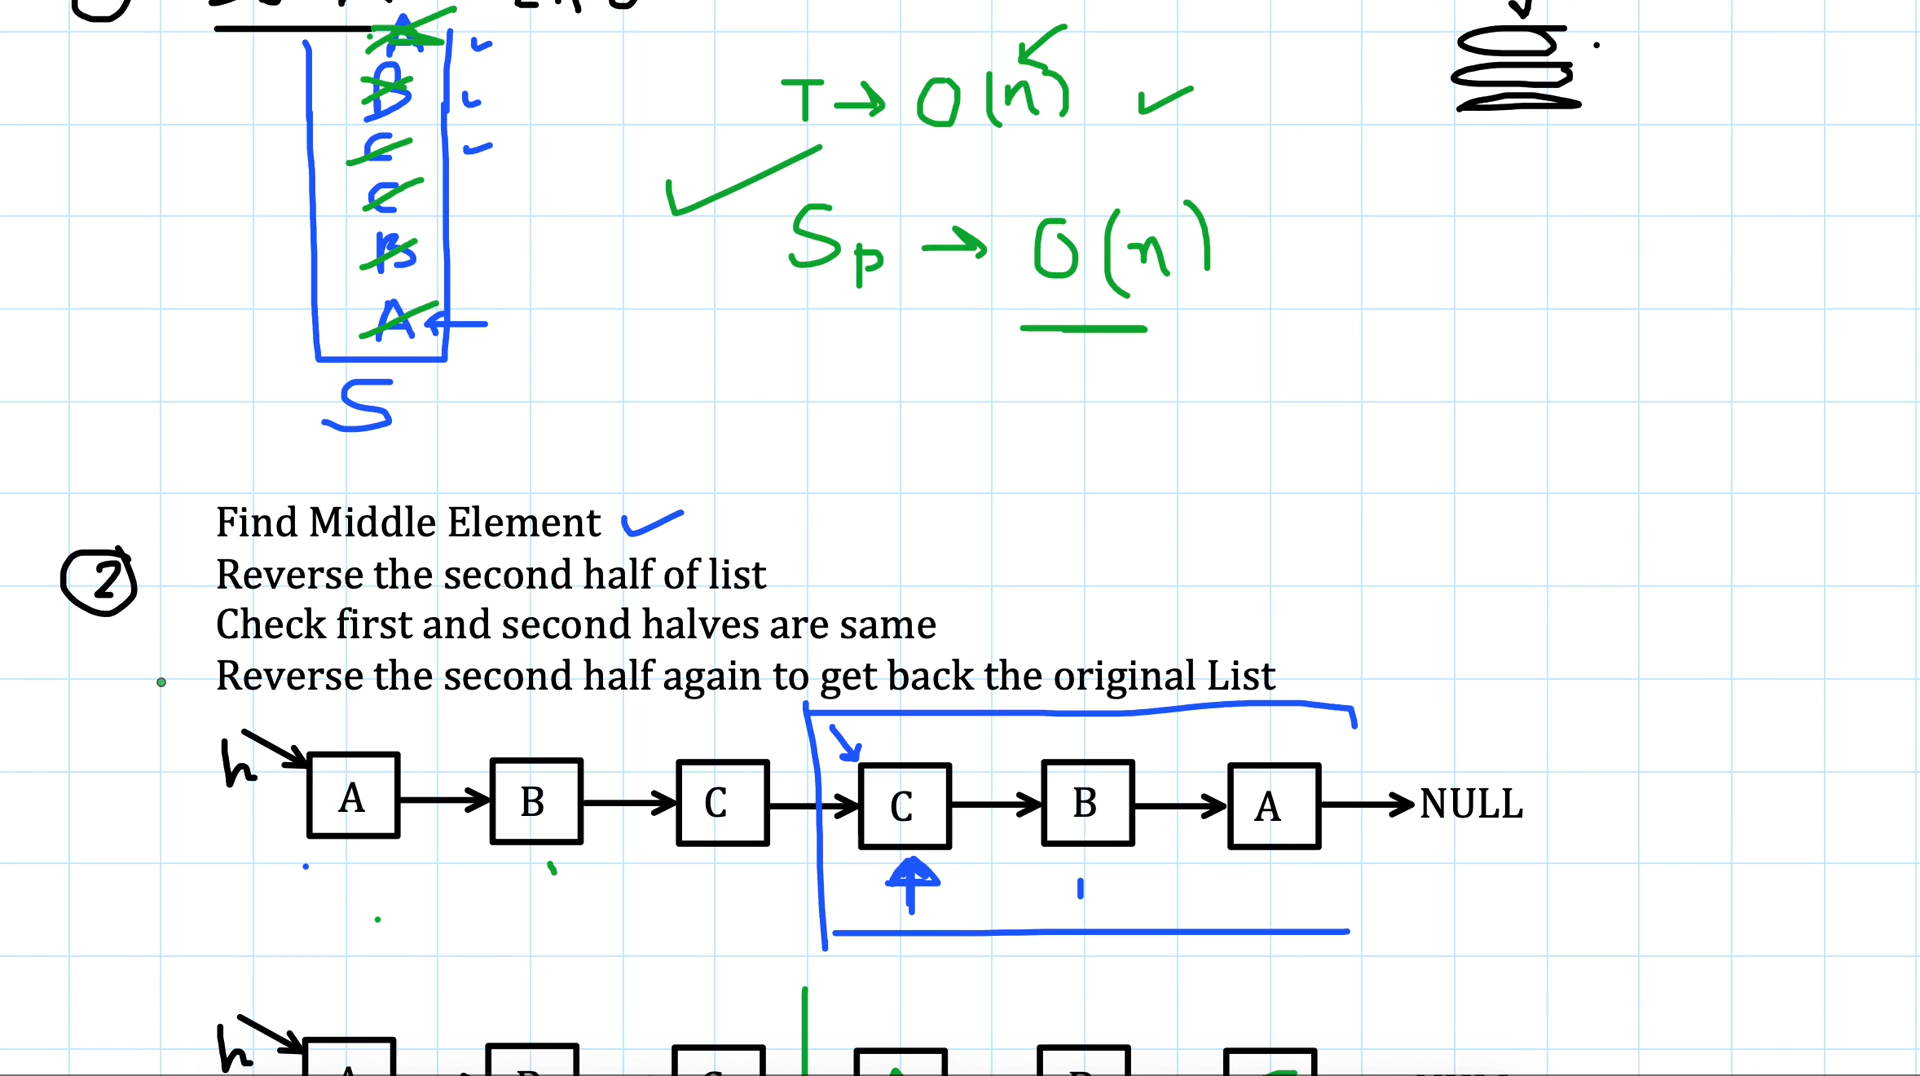 A
B
C
C
B
A
S
T → O(n)
Sp → O(n)
Find Middle Element
2
Reverse the second half of list
Check first and second halves are same
Reverse the second half again to get back the original List
h
A B C C B A NULL
h